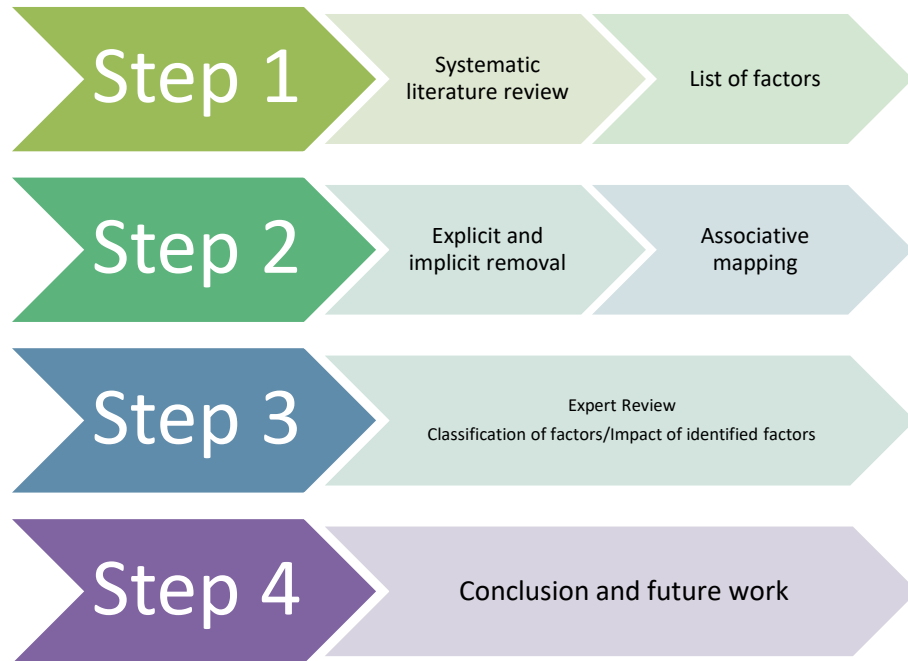 Step 1
Systematic
literature review
List of factors
Step 2
Explicit and
implicit removal
Associative
mapping
Step 3
Expert Review
Classification of factors/Impact of identified factors
Step 4
Conclusion and future work